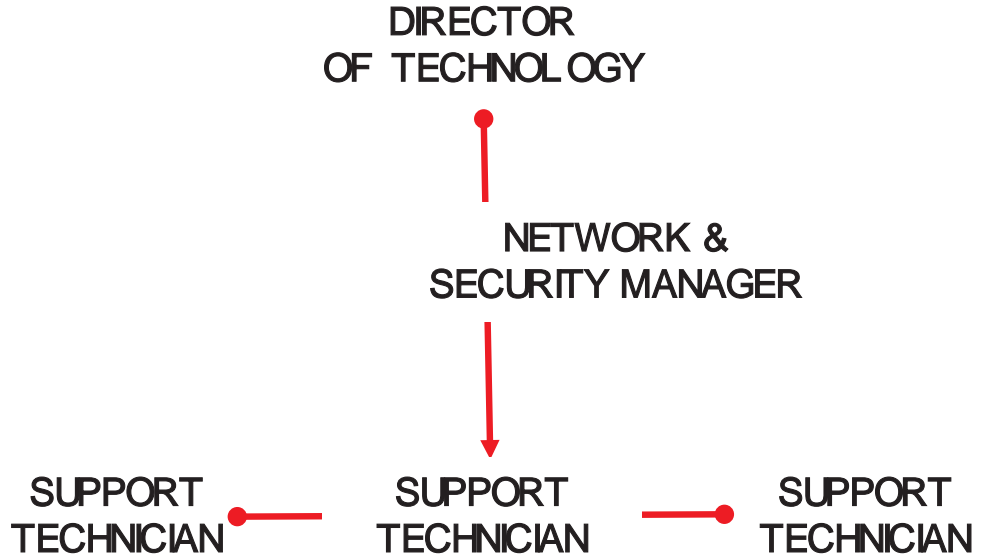 DIRECTOR
OF TECHNOLOGY
NETWORK &
SECURITY MANAGER
SUPPORT
TECHNICIAN
SUPPORT
TECHNICIAN
SUPPORT
TECHNICIAN